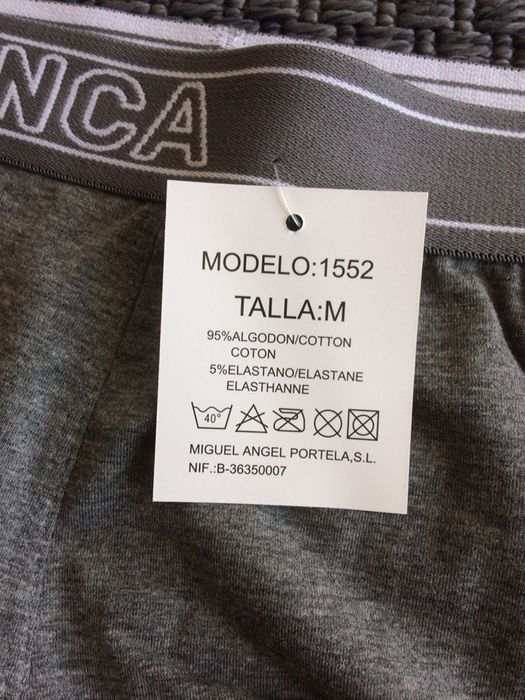 NCA
MODELO:1552
TALLA:M
95%ALGODON/COTTON
COTON
5%ELASTANO/ELASTANE
ELASTHANNE
40°
MIGUEL ANGEL PORTELA,S.L.
NIF.:B-36350007